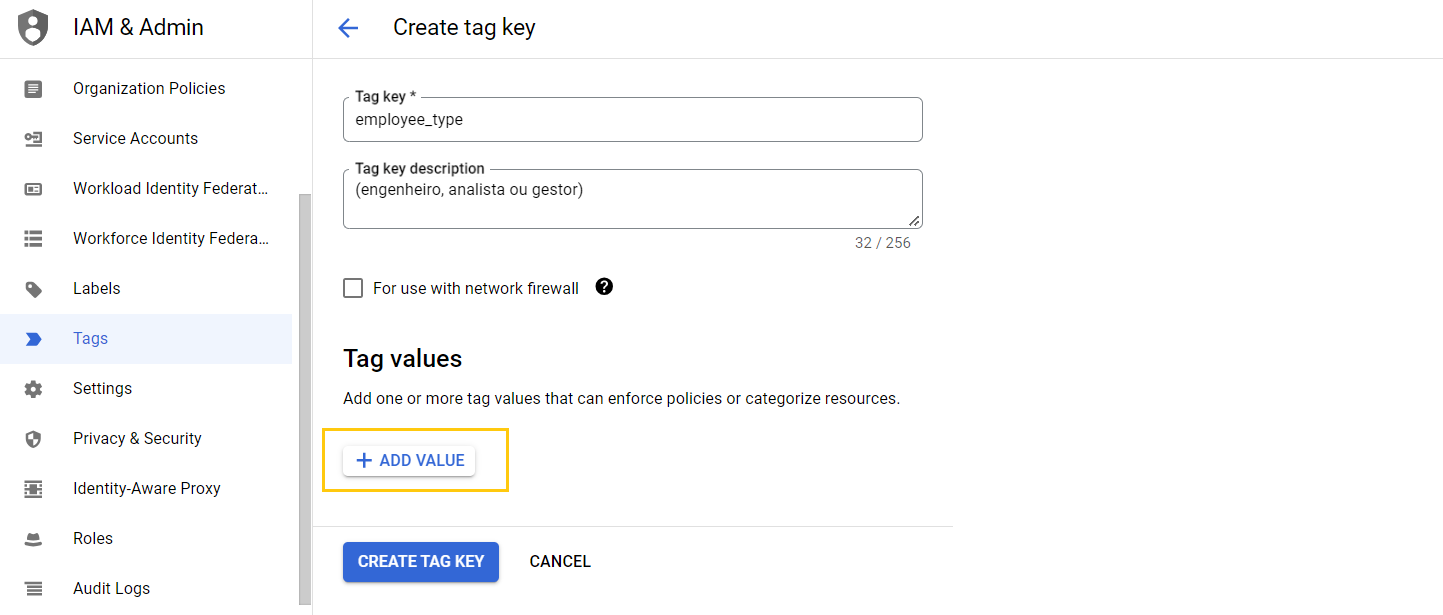 IAM & Admin
Organization Policies
Service Accounts
Workload Identity Federat...
Workforce Identity Federa...
Labels
Tags
Settings
Privacy & Security
Identity-Aware Proxy
Roles
Audit Logs
Create tag key
Tag key *
employee_type
Tag key description
(engenheiro, analista ou gestor)
32 / 256
For use with network firewall
Tag values
Add one or more tag values that can enforce policies or categorize resources.
ADD VALUE
CREATE TAG KEY
CANCEL